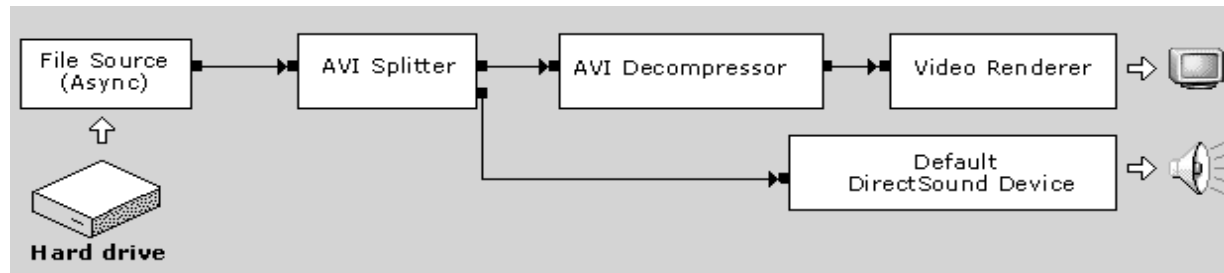 File Source
(Async)
AVI Splitter
AVI Decompressor
Video Renderer
Default
DirectSound Device
Hard drive